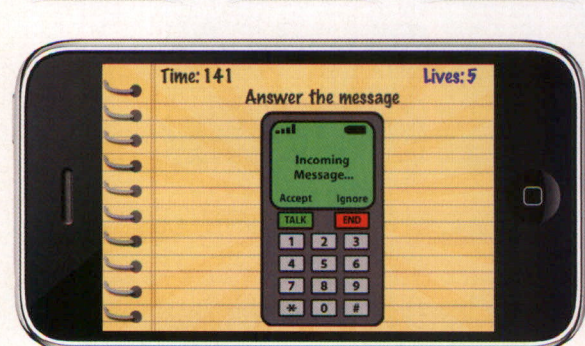 Time: 141 Lives: 5
Answer the message
Incoming
Message...
Accept Ignore
TALK END
1 2 3
4 5 6
7 8 9
* 0 #